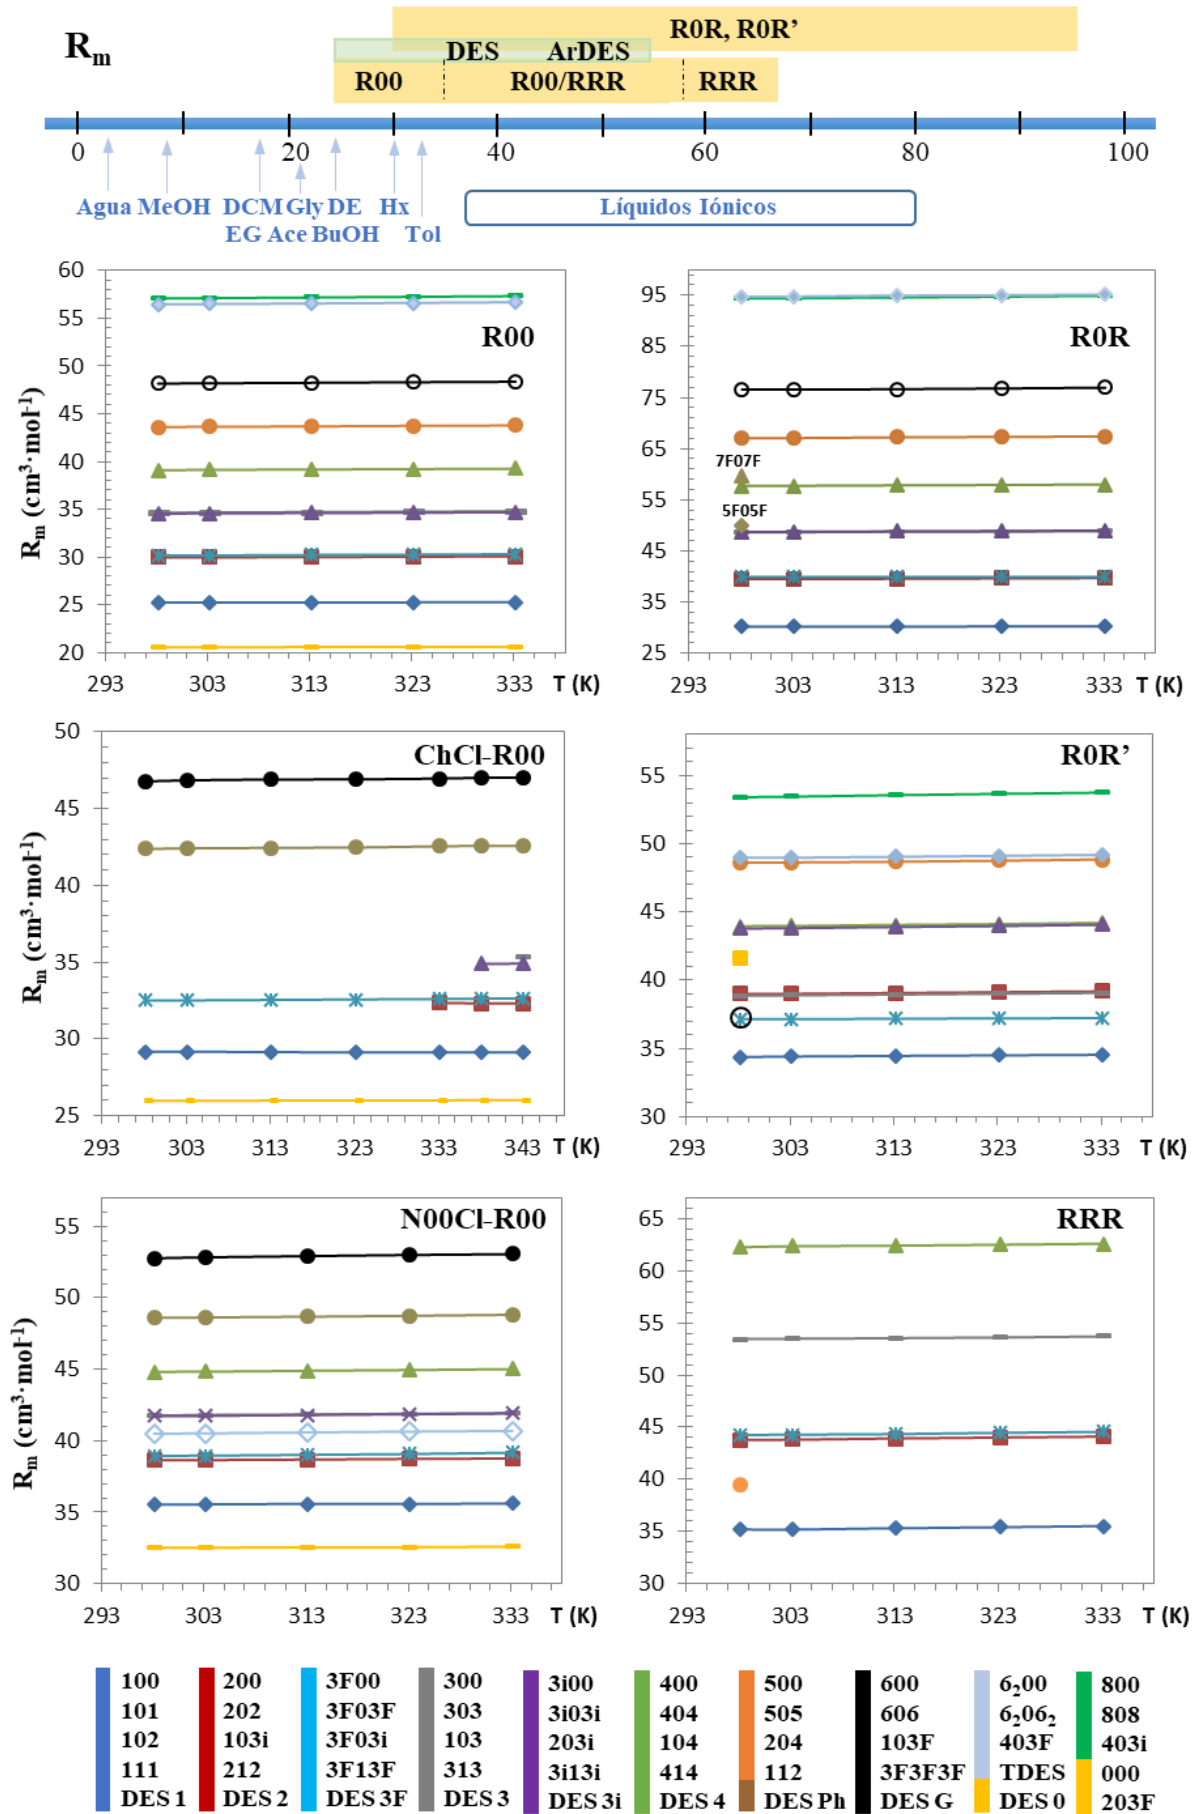 R0R, R0R’
Rm
DES ArDES
R00 R00/RRR RRR
0 20 40 60 80 100
Agua MeOH DCM Gly DE Hx
EG Ace BuOH Tol
Líquidos Iónicos
Rm (cm³·mol⁻¹)
60
55
50
45
40
35
30
25
20
R00
293 303 313 323 333 T (K)
95
85
75
65
55
45
35
25
R0R
7F07F
5F05F
293 303 313 323 333 T (K)
Rm (cm³·mol⁻¹)
50
45
40
35
30
25
ChCl-R00
293 303 313 323 333 343 T (K)
55
50
45
40
35
30
R0R’
293 303 313 323 333 T (K)
Rm (cm³·mol⁻¹)
55
50
45
40
35
30
N00Cl-R00
293 303 313 323 333 T (K)
65
60
55
50
45
40
35
30
RRR
293 303 313 323 333 T (K)
100 200 3F00 300 3i00 400 500 600 6₂00 800
101 202 3F03F 303 3i03i 404 505 606 6₂06₂ 808
102 103i 3F03i 103 203i 104 204 103F 403F 403i
111 212 3F13F 313 3i13i 414 112 3F3F3F TDES 000
DES 1 DES 2 DES 3F DES 3 DES 3i DES 4 DES Ph DES G DES 0 203F